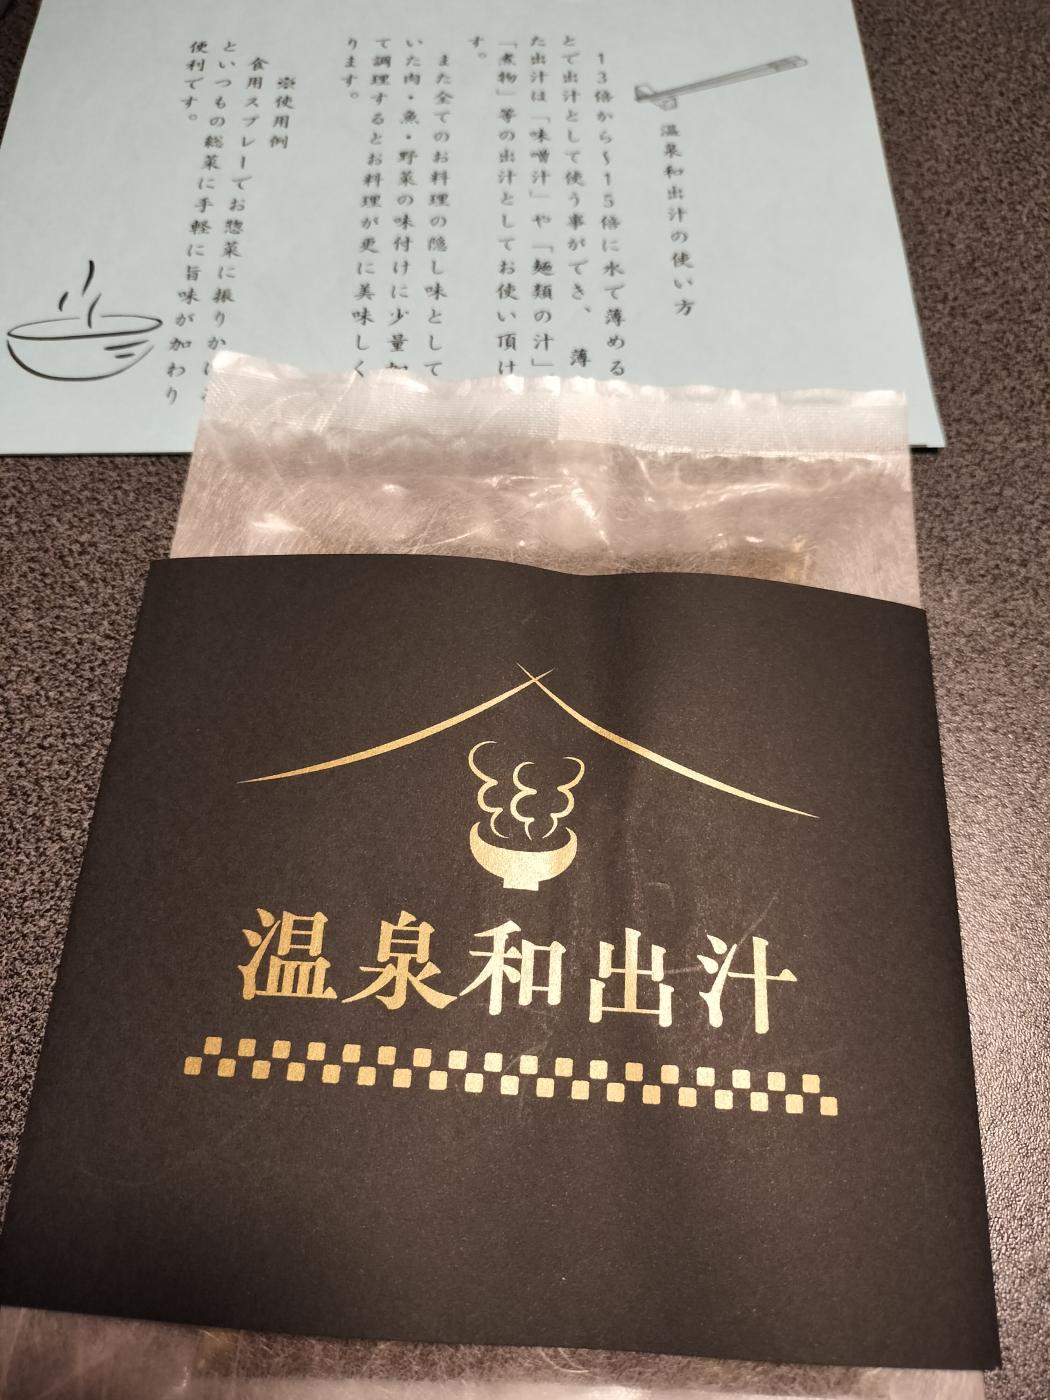 温泉和出汁の使い方
13倍から〜15倍に水で薄める
とで出汁として使う事ができ、薄
た出汁は「味噌汁」や「麺類の汁」
「煮物」等の出汁としてお使い頂け
す。
また全てのお料理の隠し味として
いた肉・魚・野菜の味付けに少量
て調理するとお料理が更に美味しく
ります。
※使用例
食用スプレーでお惣菜に振りか
といつもの総菜に手軽に旨味が加わり
便利です。
温泉和出汁